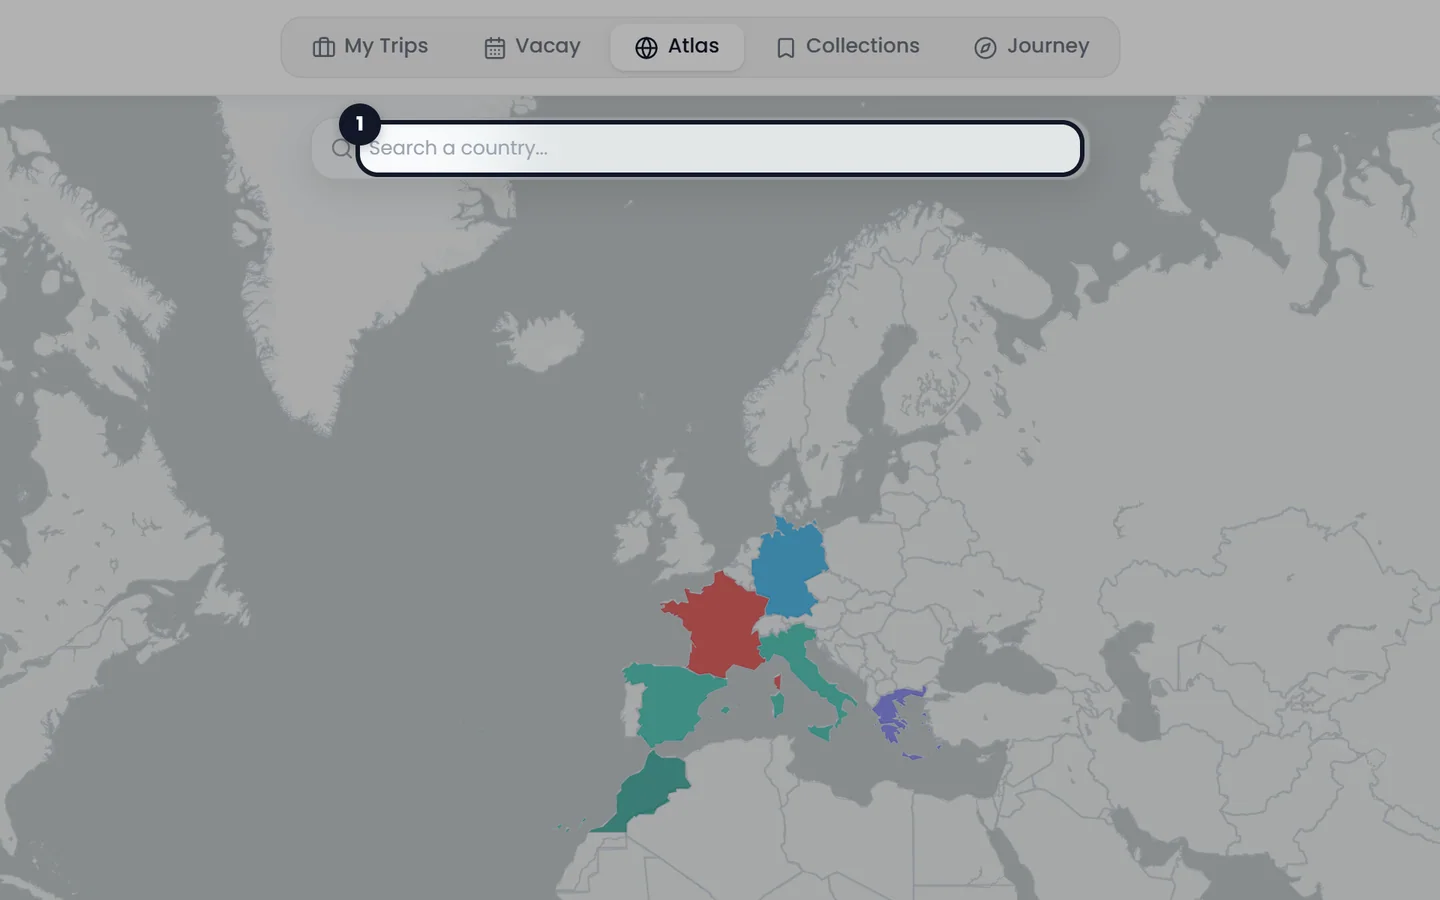 My Trips
Vacay
Atlas
Collections
Journey
1
Search a country...